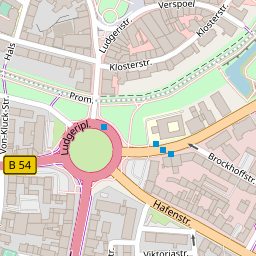 Verspoel
Klosterstr.
Ludgeristr.
Hals
Klosterstr.
Prom.
Von-Kluck-Str.
Ludgeripl.
B 54
Brockhoffstr.
Hafenstr.
Viktoriastr.